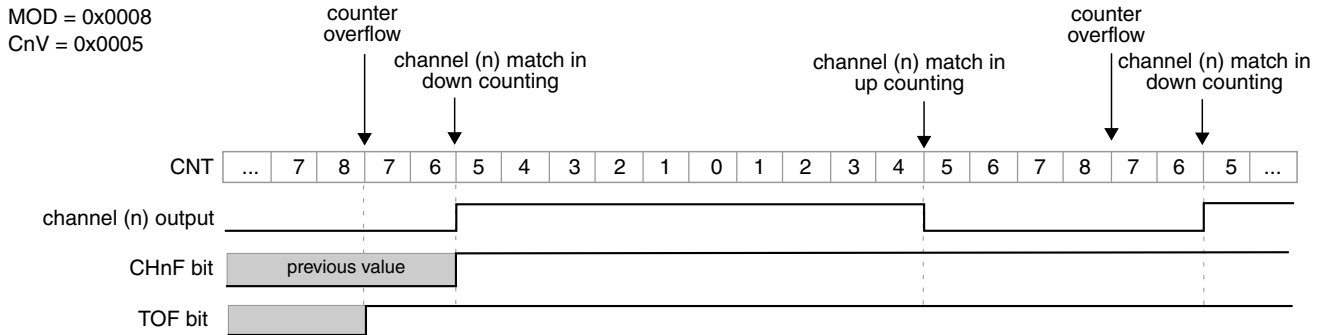 MOD = 0x0008
CnV = 0x0005
counter
overflow
channel (n) match in
down counting
channel (n) match in
up counting
counter
overflow
channel (n) match in
down counting
CNT ... 7 8 7 6 5 4 3 2 1 0 1 2 3 4 5 6 7 8 7 6 5 ...
channel (n) output
CHnF bit previous value
TOF bit